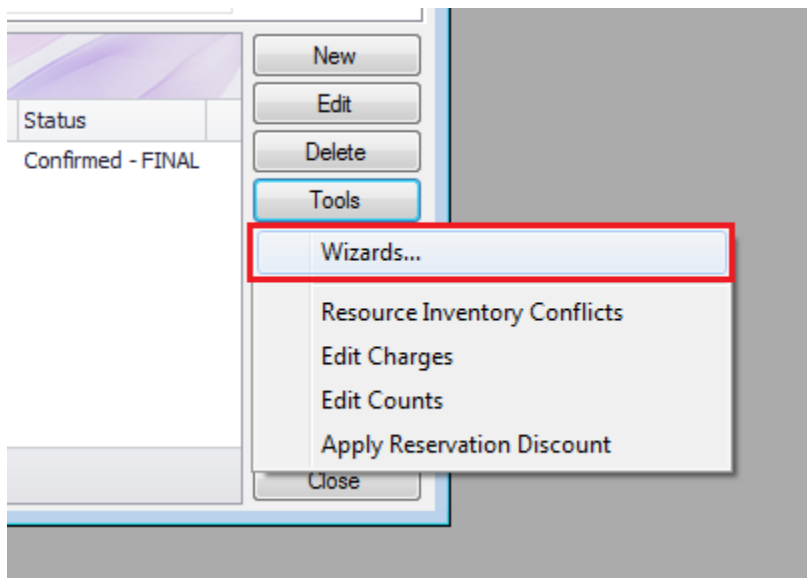 New
Edit
Status
Delete
Confirmed - FINAL
Tools
Wizards...
Resource Inventory Conflicts
Edit Charges
Edit Counts
Apply Reservation Discount
Close